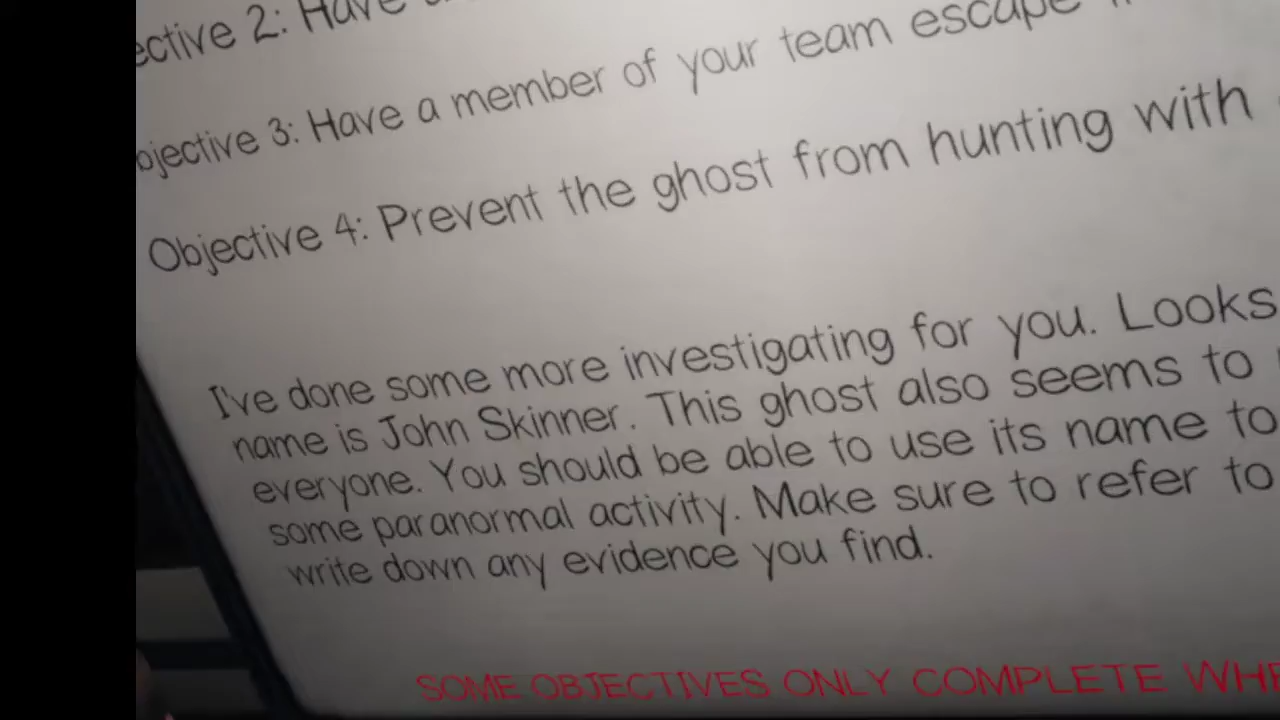 ective 2: Have
bjective 3: Have a member of your team escape
Objective 4: Prevent the ghost from hunting with
I've done some more investigating for you. Looks
name is John Skinner. This ghost also seems to
everyone. You should be able to use its name to
some paranormal activity. Make sure to refer to
write down any evidence you find.
SOME OBJECTIVES ONLY COMPLETE WHE